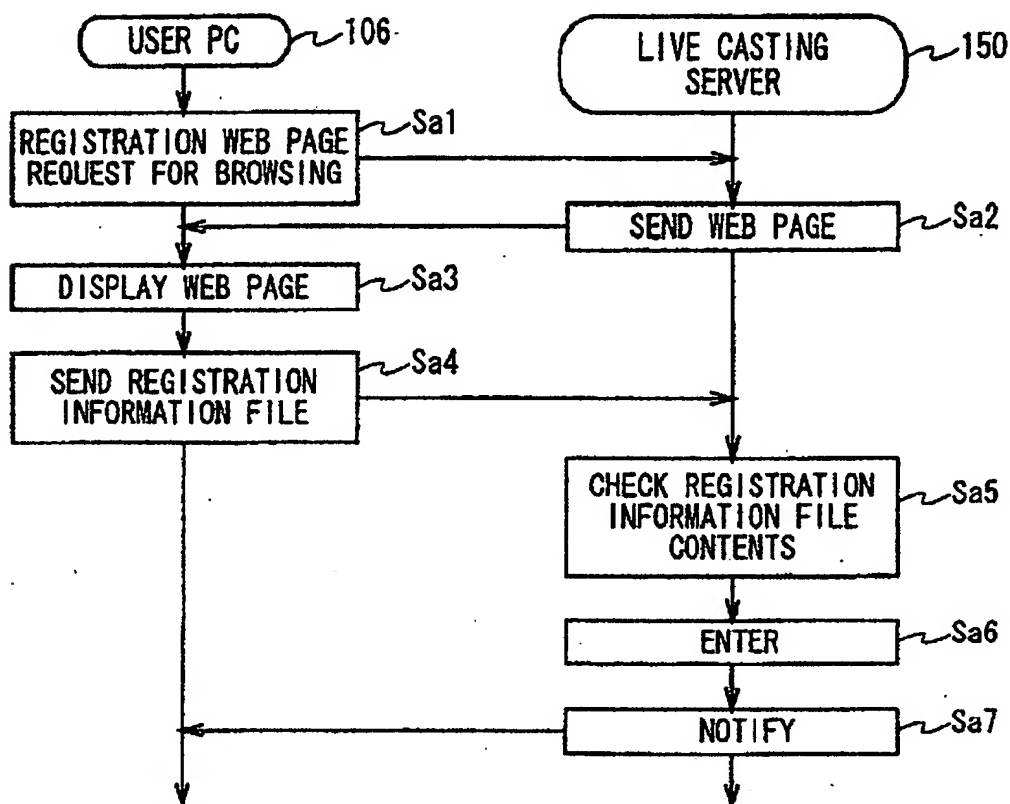 USER PC
106
LIVE CASTING
SERVER
150
REGISTRATION WEB PAGE
REQUEST FOR BROWSING
Sa1
SEND WEB PAGE
Sa2
DISPLAY WEB PAGE
Sa3
SEND REGISTRATION
INFORMATION FILE
Sa4
CHECK REGISTRATION
INFORMATION FILE
CONTENTS
Sa5
ENTER
Sa6
NOTIFY
Sa7